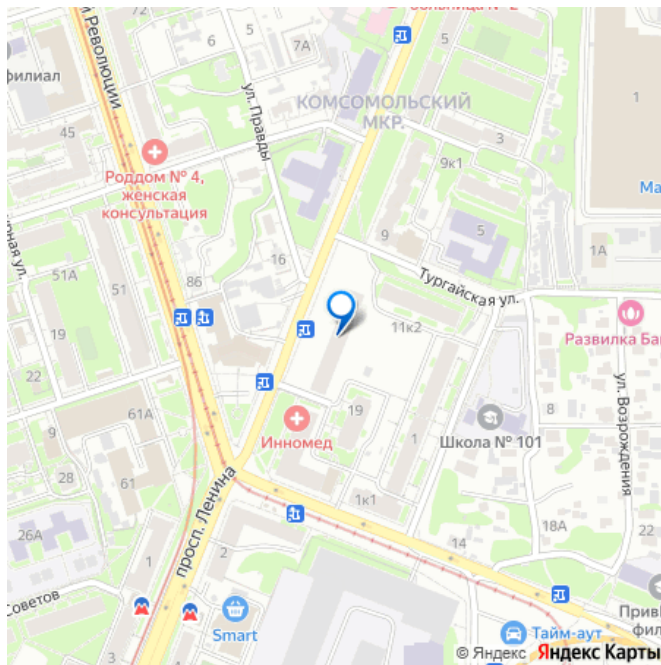 больница № 2
6
5
7А
5
и Революции
филиал
16
1
ул. Правды
КОМСОМОЛЬСКИЙ
МКР.
45
3
9к1
Роддом № 4,
женская
консультация
Ма
9
5
1А
16
51А
51
86
Тургайская ул.
19
11к2
Развилка
22
61А
9
19
1
Школа № 101
8
ул. Возрождения
Инномед
28
61
просп. Ленина
1к1
18А
26А
14
1
2
22
Советов
Smart
3
Прив
фил
Тайм-аут
© Яндекс Яндекс Карты